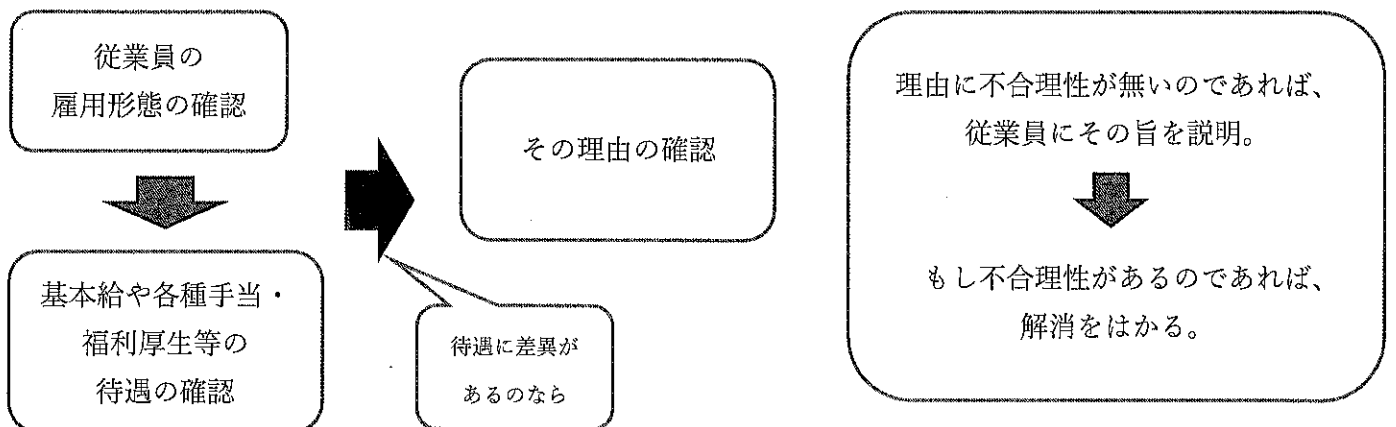 従業員の
雇用形態の確認
基本給や各種手当・
福利厚生等の
待遇の確認
待遇に差異が
あるのなら
その理由の確認
理由に不合理性が無いのであれば、
従業員にその旨を説明。
もし不合理性があるのであれば、
解消をはかる。